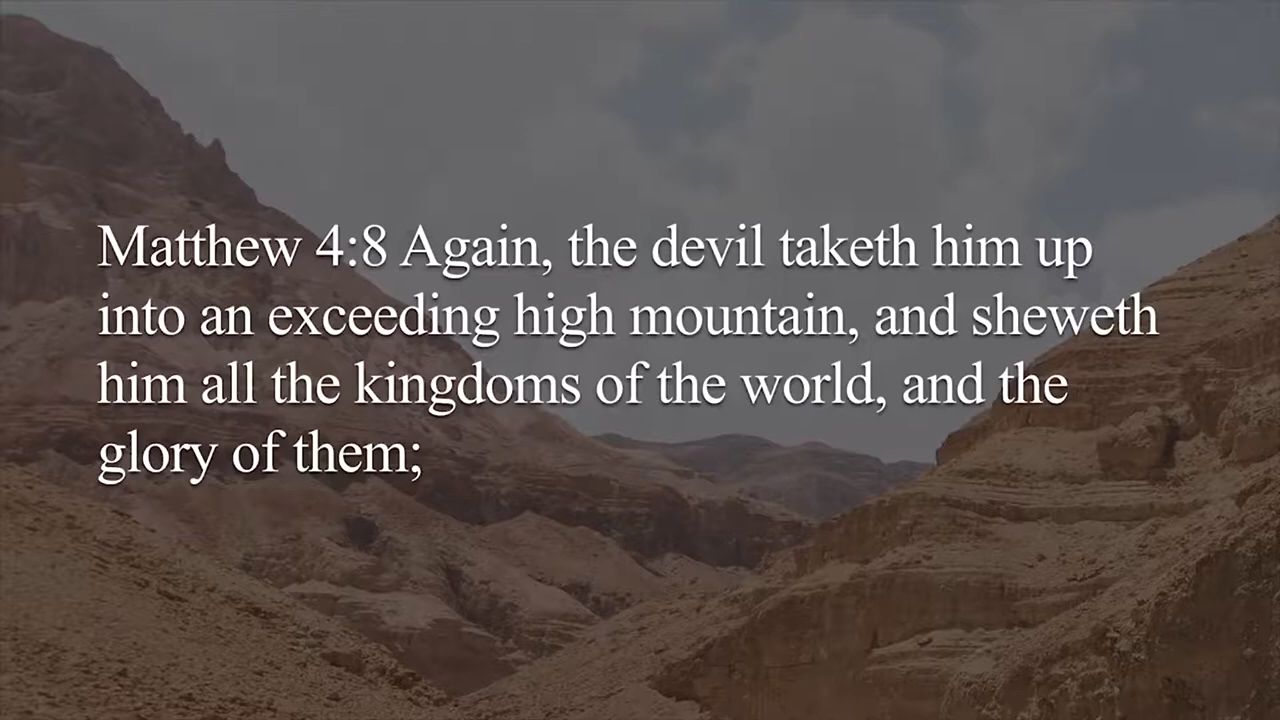 Matthew 4:8 Again, the devil taketh him up
into an exceeding high mountain, and sheweth
him all the kingdoms of the world, and the
glory of them;